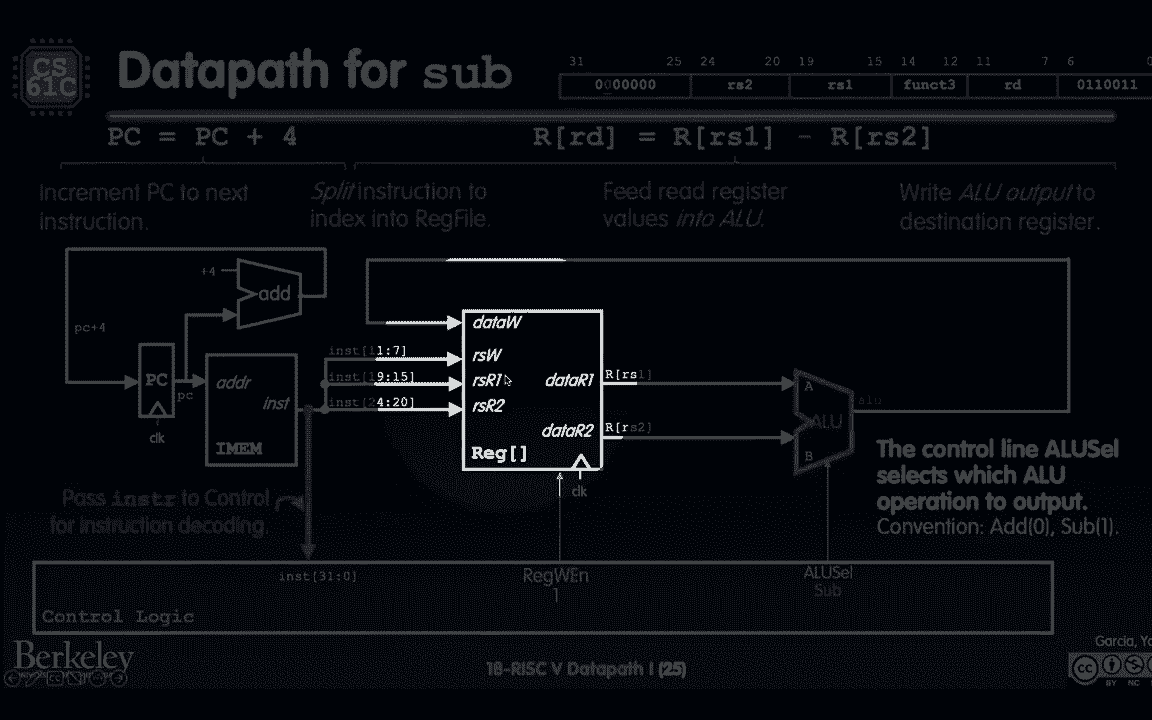 CS
61C
Datapath for sub
31 25 24 20 19 15 14 12 11 7 6 0
0000000 rs2 rs1 funct3 rd 0110011
PC = PC + 4
R[rd] = R[rs1] - R[rs2]
Increment PC to next
instruction.
Split instruction to
index into RegFile.
Feed read register
values into ALU.
Write ALU output to
destination register.
+4
add
pc+4
PC
pc
clk
addr
inst
IMEM
inst[11:7]
inst[19:15]
inst[24:20]
dataW
rsW
rsR1
rsR2
dataR1
dataR2
Reg[]
clk
R[rs1]
R[rs2]
A
ALU
B
alu
The control line ALUSel
selects which ALU
operation to output.
Convention: Add(0), Sub(1).
Pass instr to Control
for instruction decoding.
inst[31:0]
RegWEn
1
ALUSel
Sub
Control Logic
Berkeley
18-RISC V Datapath I (25)
Garcia,
cc
BY NC